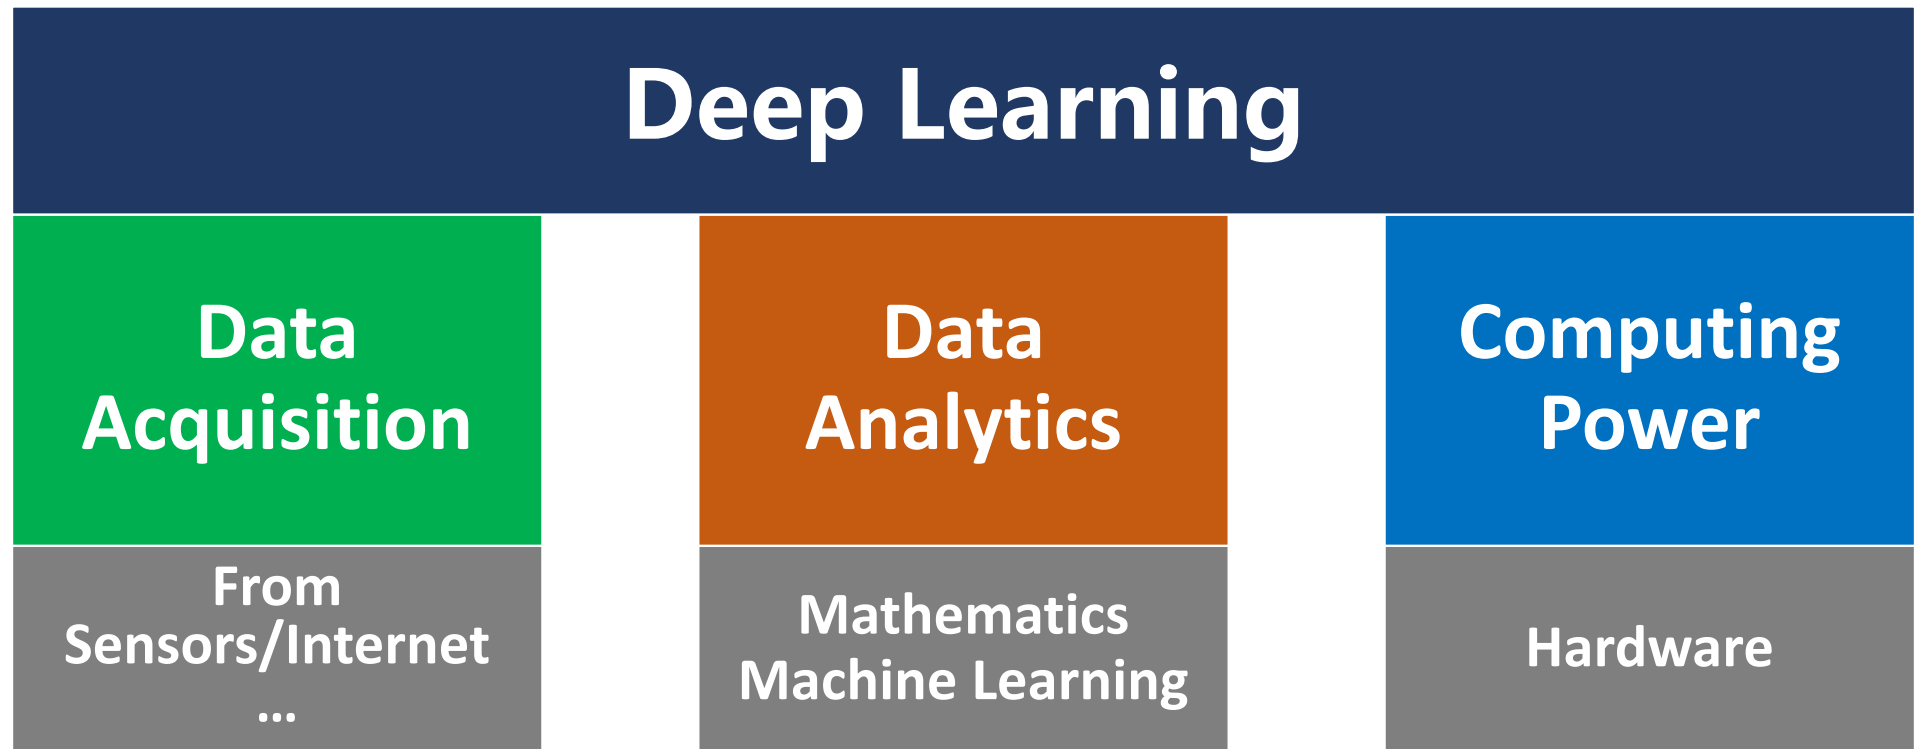 Deep Learning
Data
Acquisition
Data
Analytics
Computing
Power
From
Sensors/Internet
...
Mathematics
Machine Learning
Hardware